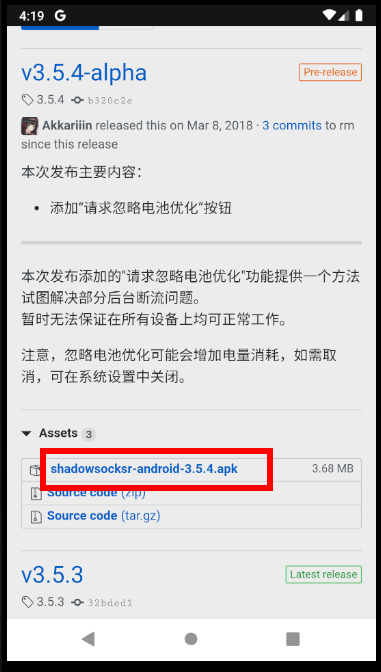 4:19 G
v3.5.4-alpha
Pre-release
3.5.4 b320c2e
Akkariiin released this on Mar 8, 2018 · 3 commits to rm
since this release
本次发布主要内容：
• 添加“请求忽略电池优化”按钮
本次发布添加的"请求忽略电池优化"功能提供一个方法
试图解决部分后台断流问题。
暂时无法保证在所有设备上均可正常工作。
注意，忽略电池优化可能会增加电量消耗，如需取
消，可在系统设置中关闭。
Assets 3
shadowsocksr-android-3.5.4.apk 3.68 MB
Source code (zip)
Source code (tar.gz)
v3.5.3
Latest release
3.5.3 32bded1